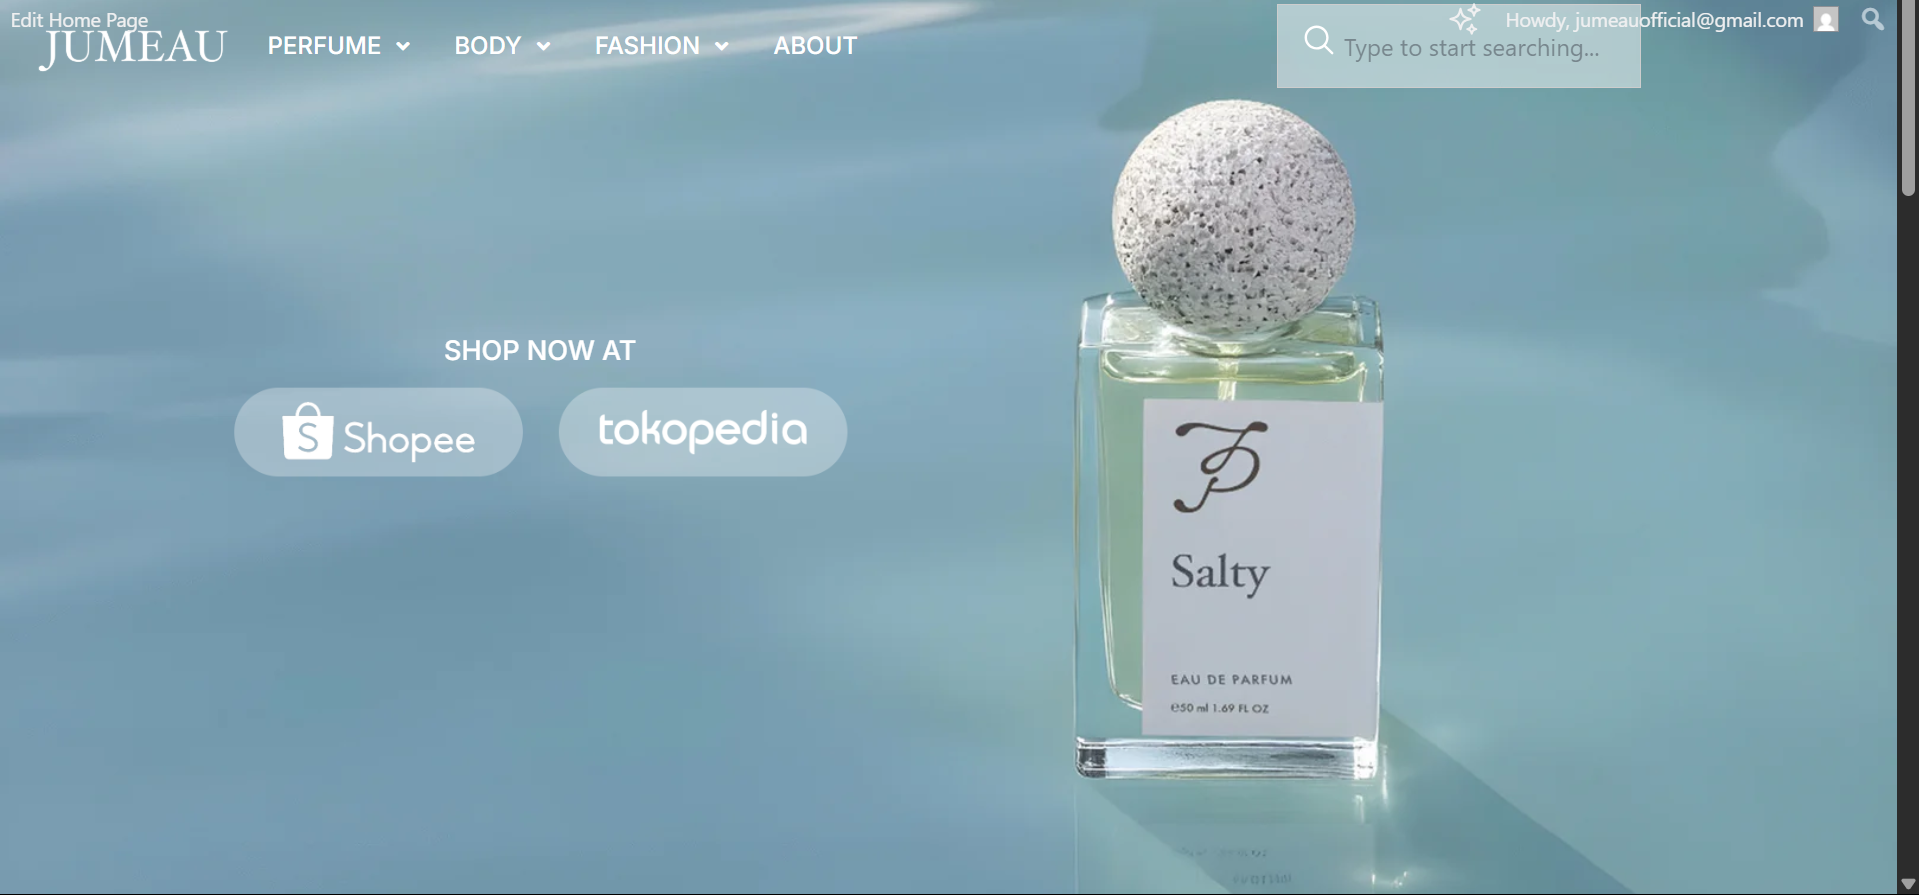 Edit Home Page
Howdy, jumeauofficial@gmail.com
JUMEAU
PERFUME
BODY
FASHION
ABOUT
Type to start searching...
SHOP NOW AT
S Shopee
tokopedia
Salty
EAU DE PARFUM
℮50 ml 1.69 FL OZ